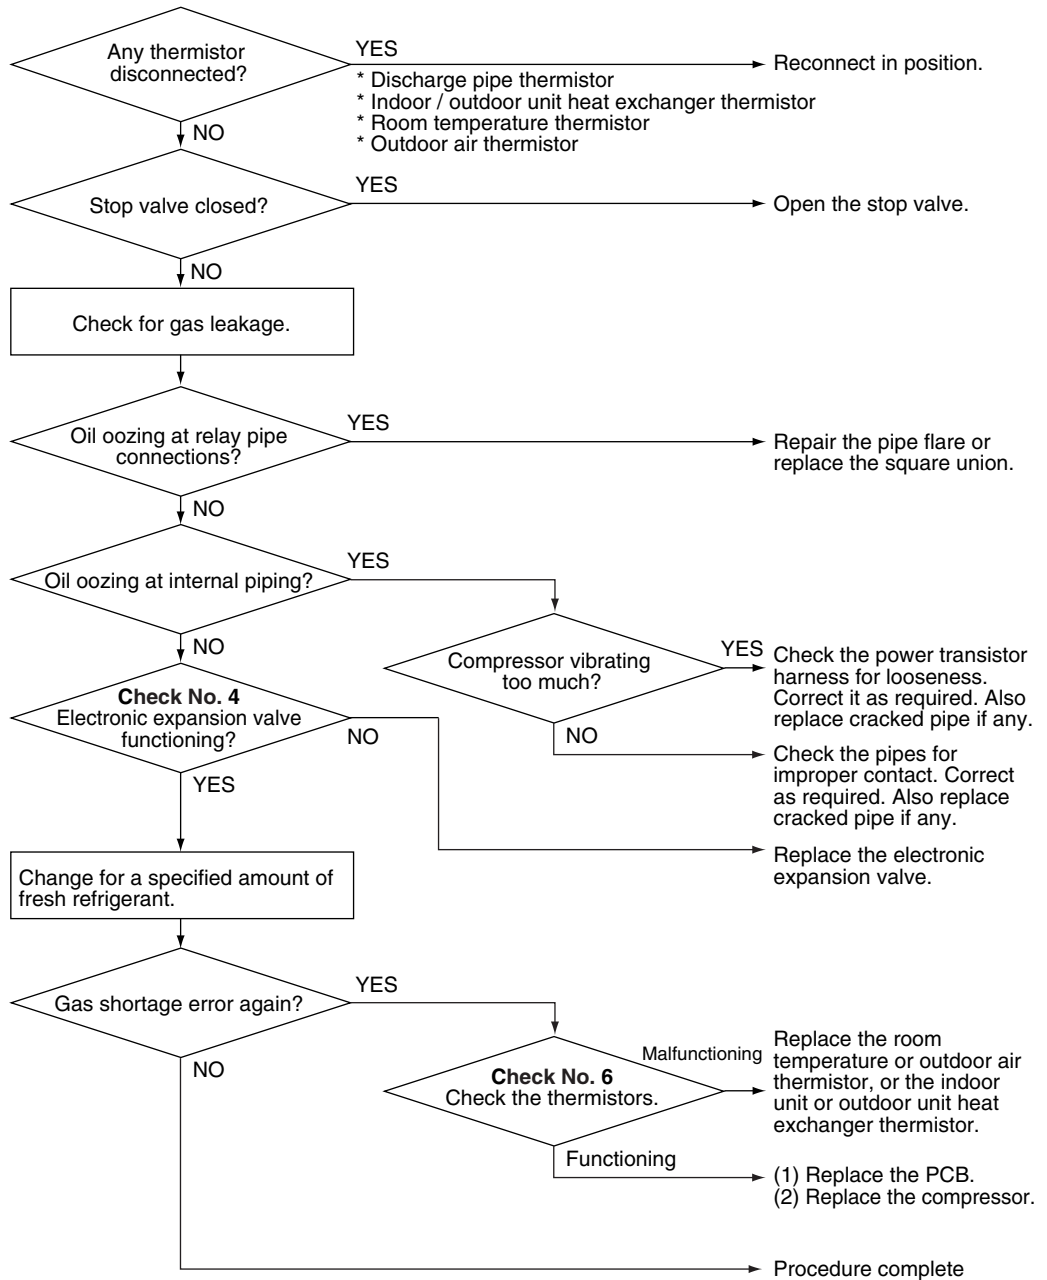 Any thermistor
disconnected?
YES
* Discharge pipe thermistor
* Indoor / outdoor unit heat exchanger thermistor
* Room temperature thermistor
* Outdoor air thermistor
Reconnect in position.
NO
Stop valve closed?
YES
Open the stop valve.
NO
Check for gas leakage.
Oil oozing at relay pipe
connections?
YES
Repair the pipe flare or
replace the square union.
NO
Oil oozing at internal piping?
YES
NO
Compressor vibrating
too much?
YES
Check the power transistor
harness for looseness.
Correct it as required. Also
replace cracked pipe if any.
NO
Check the pipes for
improper contact. Correct
as required. Also replace
cracked pipe if any.
Check No. 4
Electronic expansion valve
functioning?
NO
Replace the electronic
expansion valve.
YES
Change for a specified amount of
fresh refrigerant.
Gas shortage error again?
YES
NO
Check No. 6
Check the thermistors.
Malfunctioning
Replace the room
temperature or outdoor air
thermistor, or the indoor
unit or outdoor unit heat
exchanger thermistor.
Functioning
(1) Replace the PCB.
(2) Replace the compressor.
Procedure complete